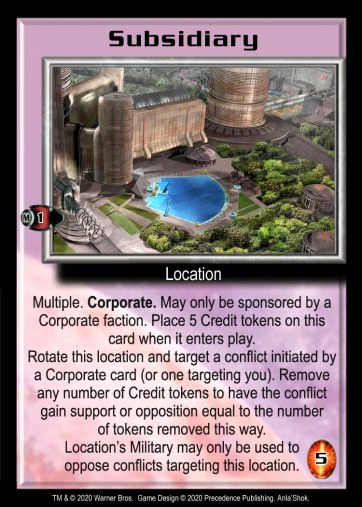 Subsidiary
M 1
Location
Multiple. Corporate. May only be sponsored by a
Corporate faction. Place 5 Credit tokens on this
card when it enters play.
Rotate this location and target a conflict initiated by
a Corporate card (or one targeting you). Remove
any number of Credit tokens to have the conflict
gain support or opposition equal to the number
of tokens removed this way.
Location's Military may only be used to
oppose conflicts targeting this location.
5
TM & © 2020 Warner Bros. Game Design © 2020 Precedence Publishing. Anla'Shok.